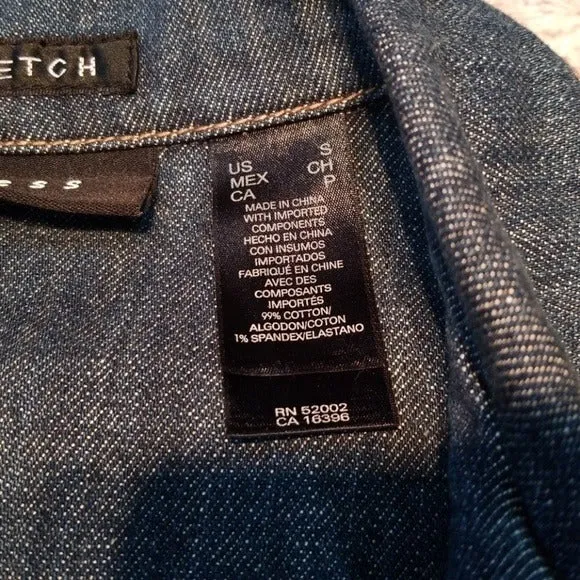 ETCH
ess
US S
MEX CH
CA P
MADE IN CHINA
WITH IMPORTED
COMPONENTS
HECHO EN CHINA
CON INSUMOS
IMPORTADOS
FABRIQUÉ EN CHINE
AVEC DES
COMPOSANTS
IMPORTÉS
99% COTTON/
ALGODON/COTON
1% SPANDEX/ELASTANO
RN 52002
CA 16396